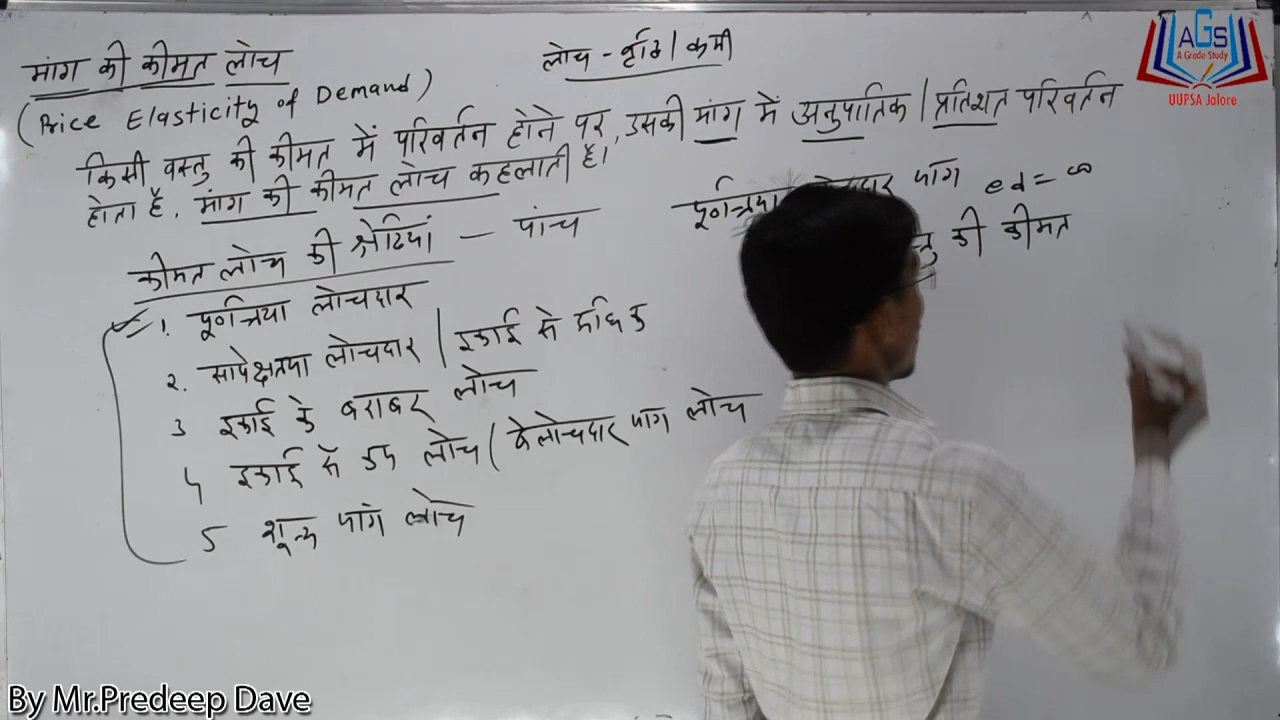 मांग की कीमत लोच
(Price Elasticity of Demand)
लोच - वृद्धि / कमी
किसी वस्तु की कीमत में परिवर्तन होने पर, उसकी मांग में अनुपातिक / प्रतिशत परिवर्तन
होता है, मांग की कीमत लोच कहलाती है।
कीमत लोच की श्रेणियां - पांच
1. पूर्णतया लोचदार
2. सापेक्षतया लोचदार / इकाई से अधिक
3 इकाई के बराबर लोच
4 इकाई से कम लोच / बेलोचदार मांग लोच
5 शून्य मांग लोच
पूर्णतया मांग ed = ∞
की कीमत
AGS
A Grade Study
UUPSA Jalore
By Mr.Predeep Dave